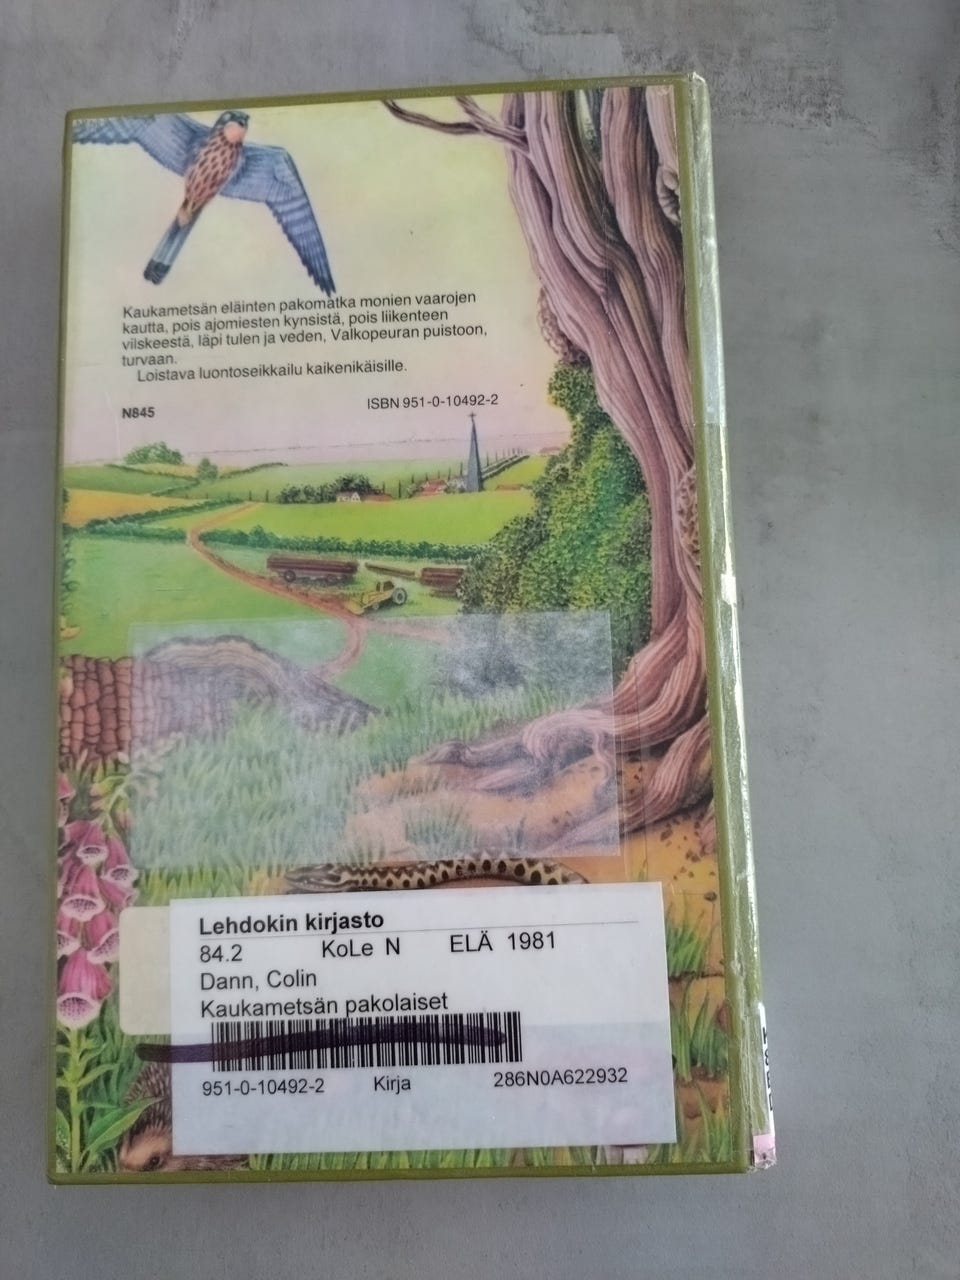 Kaukametsän eläinten pakomatka monien vaarojen
kautta, pois ajomiesten kynsistä, pois liikenteen
vilskeestä, läpi tulen ja veden, Valkopeuran puistoon,
turvaan.
Loistava luontoseikkailu kaikenikäisille.
N845 ISBN 951-0-10492-2
Lehdokin kirjasto
84.2 KoLe N ELÄ 1981
Dann, Colin
Kaukametsän pakolaiset
951-0-10492-2 Kirja 286N0A622932